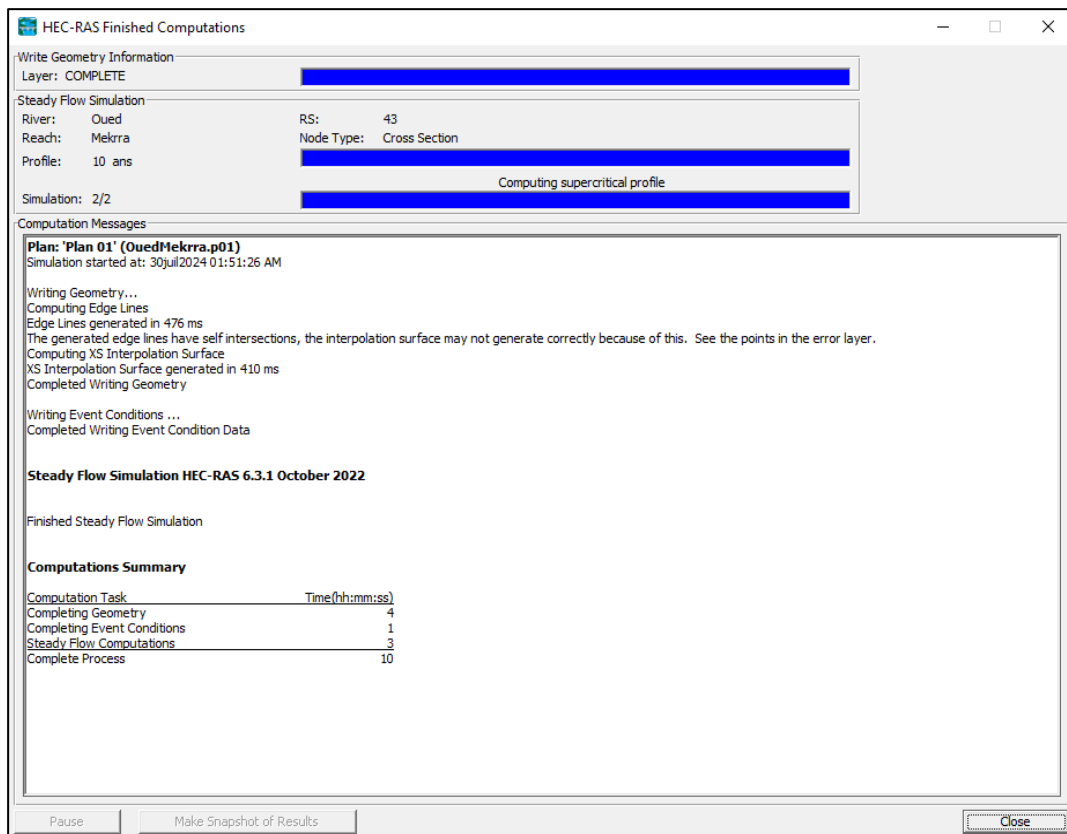 HEC-RAS Finished Computations
Write Geometry Information
Layer: COMPLETE
Steady Flow Simulation
River: Oued RS: 43
Reach: Mekrra Node Type: Cross Section
Profile: 10 ans
Computing supercritical profile
Simulation: 2/2
Computation Messages
Plan: 'Plan 01' (OuedMekrra.p01)
Simulation started at: 30juil2024 01:51:26 AM
Writing Geometry...
Computing Edge Lines
Edge Lines generated in 476 ms
The generated edge lines have self intersections, the interpolation surface may not generate correctly because of this. See the points in the error layer.
Computing XS Interpolation Surface
XS Interpolation Surface generated in 410 ms
Completed Writing Geometry
Writing Event Conditions ...
Completed Writing Event Condition Data
Steady Flow Simulation HEC-RAS 6.3.1 October 2022
Finished Steady Flow Simulation
Computations Summary
Computation Task Time(hh:mm:ss)
Completing Geometry 4
Completing Event Conditions 1
Steady Flow Computations 3
Complete Process 10
Pause Make Snapshot of Results Close